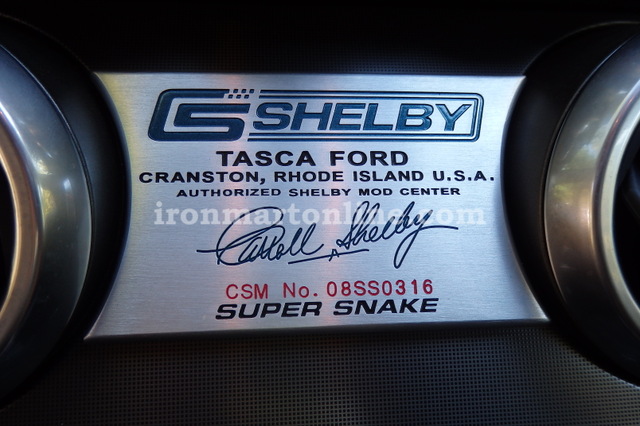 CS SHELBY
TASCA FORD
CRANSTON, RHODE ISLAND U.S.A.
AUTHORIZED SHELBY MOD CENTER
ironmartonline.com
Carroll Shelby
CSM No. 08SS0316
SUPER SNAKE